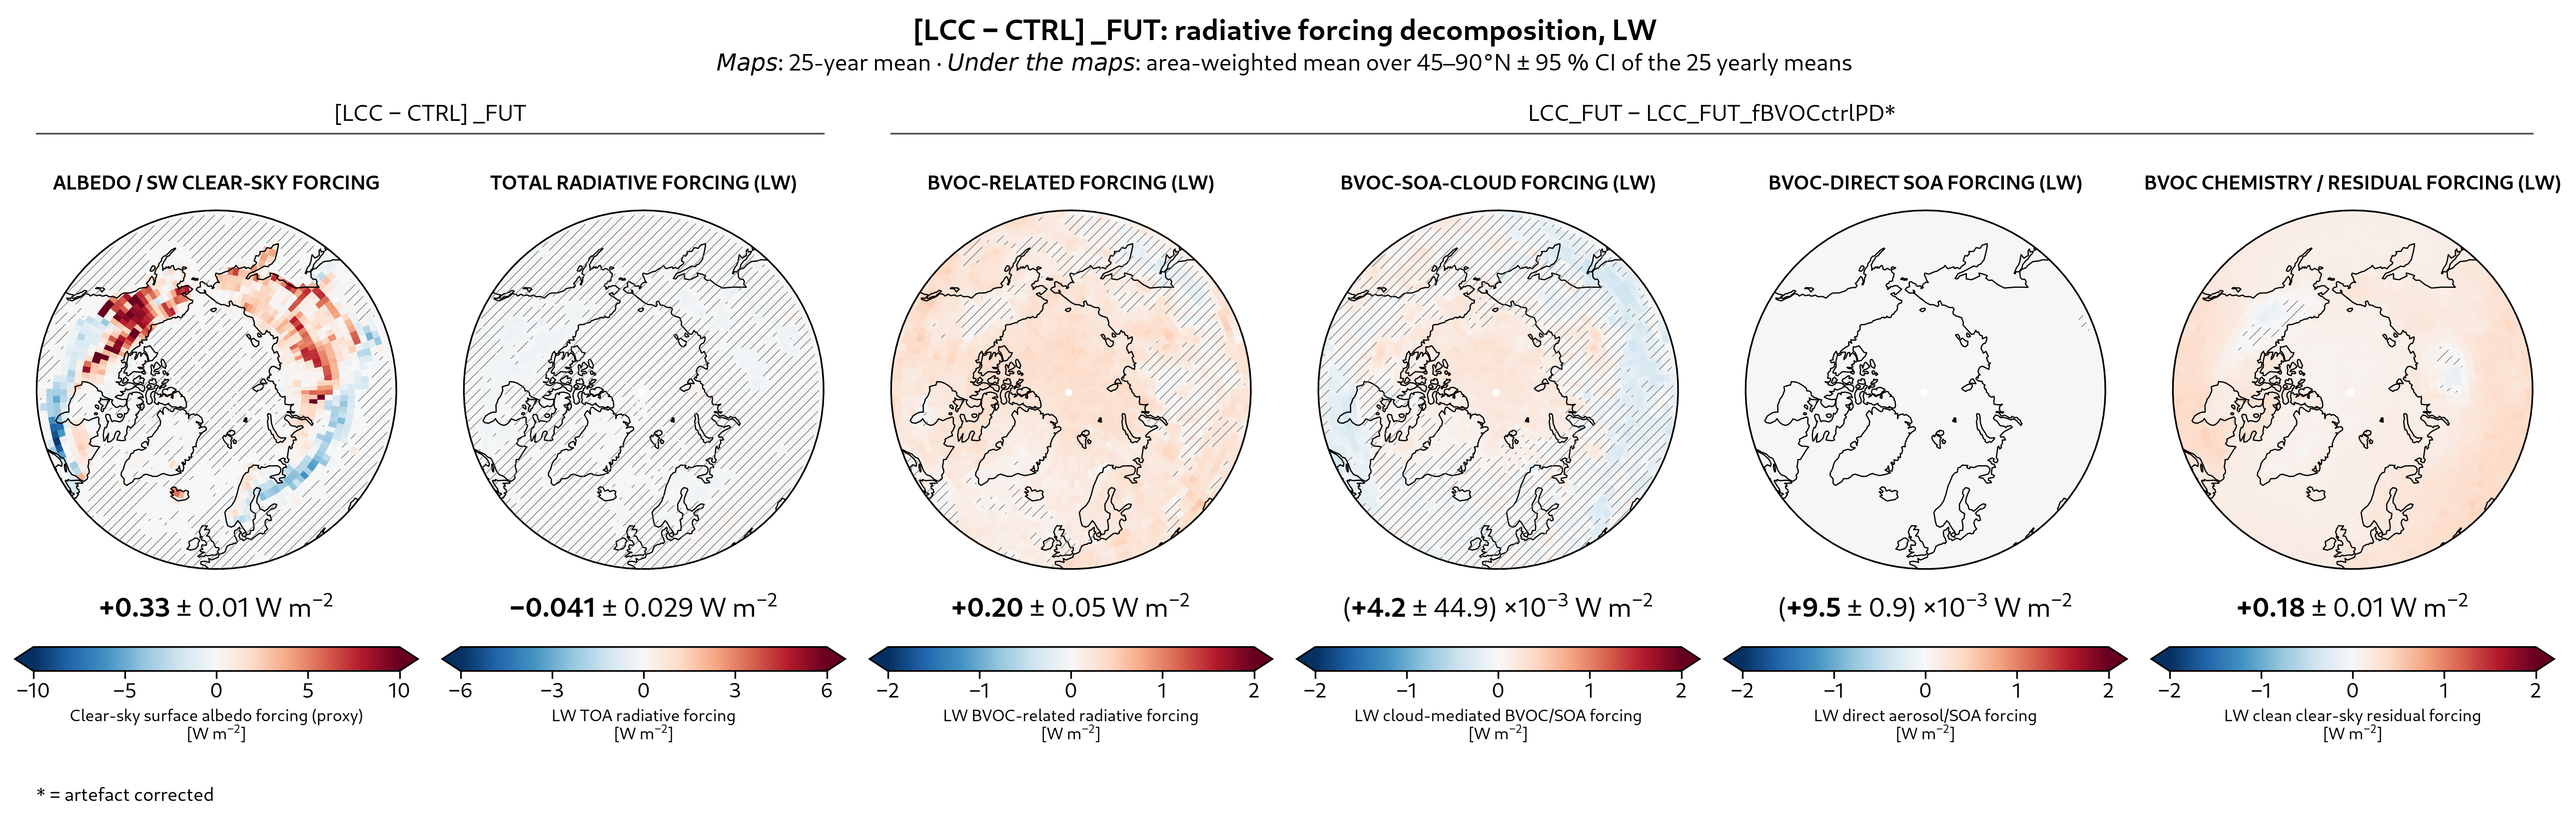 [LCC − CTRL] _FUT: radiative forcing decomposition, LW
Maps: 25-year mean · Under the maps: area-weighted mean over 45–90°N ± 95 % CI of the 25 yearly means
[LCC − CTRL] _FUT
LCC_FUT − LCC_FUT_fBVOCctrlPD*
ALBEDO / SW CLEAR-SKY FORCING
TOTAL RADIATIVE FORCING (LW)
BVOC-RELATED FORCING (LW)
BVOC-SOA-CLOUD FORCING (LW)
BVOC-DIRECT SOA FORCING (LW)
BVOC CHEMISTRY / RESIDUAL FORCING (LW)
+0.33 ± 0.01 W m⁻²
−0.041 ± 0.029 W m⁻²
+0.20 ± 0.05 W m⁻²
(+4.2 ± 44.9) ×10⁻³ W m⁻²
(+9.5 ± 0.9) ×10⁻³ W m⁻²
+0.18 ± 0.01 W m⁻²
−10 −5 0 5 10
−6 −3 0 3 6
−2 −1 0 1 2
−2 −1 0 1 2
−2 −1 0 1 2
−2 −1 0 1 2
Clear-sky surface albedo forcing (proxy)
[W m⁻²]
LW TOA radiative forcing
[W m⁻²]
LW BVOC-related radiative forcing
[W m⁻²]
LW cloud-mediated BVOC/SOA forcing
[W m⁻²]
LW direct aerosol/SOA forcing
[W m⁻²]
LW clean clear-sky residual forcing
[W m⁻²]
* = artefact corrected